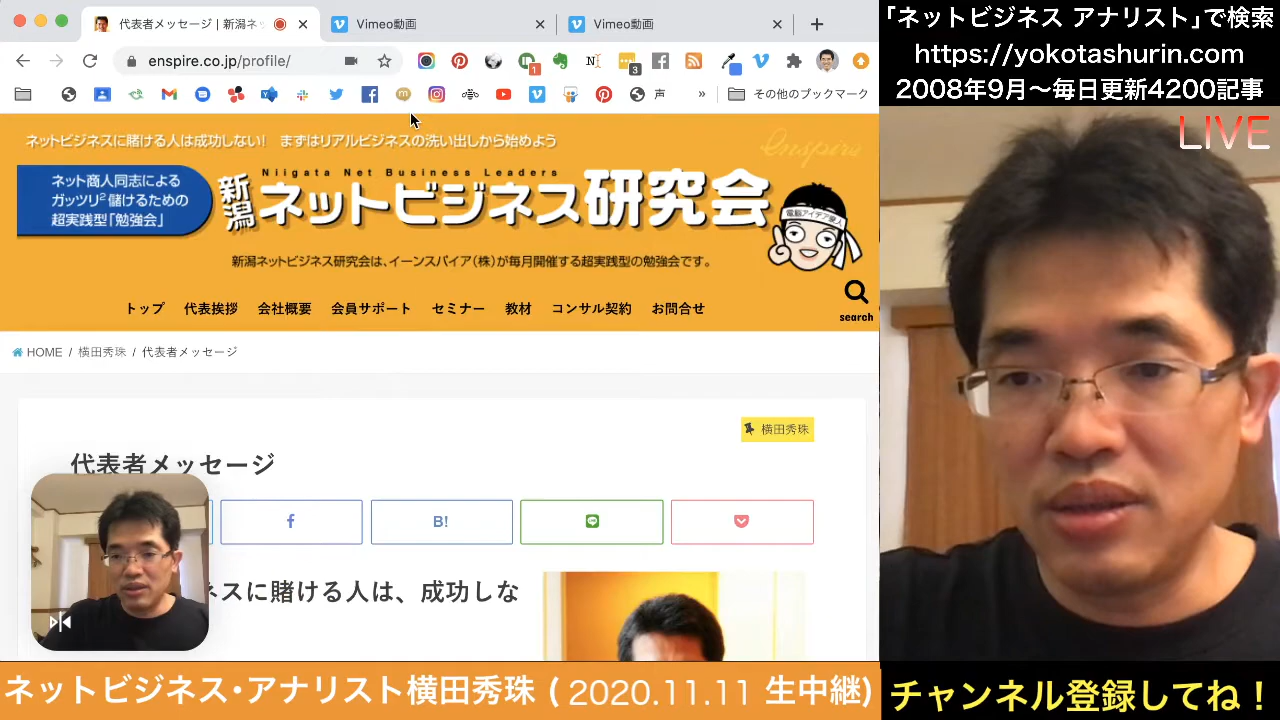 代表者メッセージ | 新潟ネッ
Vimeo動画
Vimeo動画
enspire.co.jp/profile/
声
その他のブックマーク
ネットビジネスに賭ける人は成功しない! まずはリアルビジネスの洗い出しから始めよう
enspire
ネット商人同志による
ガッツリ²儲けるための
超実践型「勉強会」
Niigata Net Business Leaders
新潟ネットビジネス研究会
電脳アイデア商人
新潟ネットビジネス研究会は、イーンスパイア(株)が毎月開催する超実践型の勉強会です。
トップ 代表挨拶 会社概要 会員サポート セミナー 教材 コンサル契約 お問合せ
search
HOME / 横田秀珠 / 代表者メッセージ
横田秀珠
代表者メッセージ
B!
ネスに賭ける人は、成功しな
ネットビジネス・アナリスト横田秀珠 ( 2020.11.11 生中継)
「ネットビジネス アナリスト」で検索
https://yokotashurin.com
2008年9月〜毎日更新4200記事
LIVE
チャンネル登録してね！